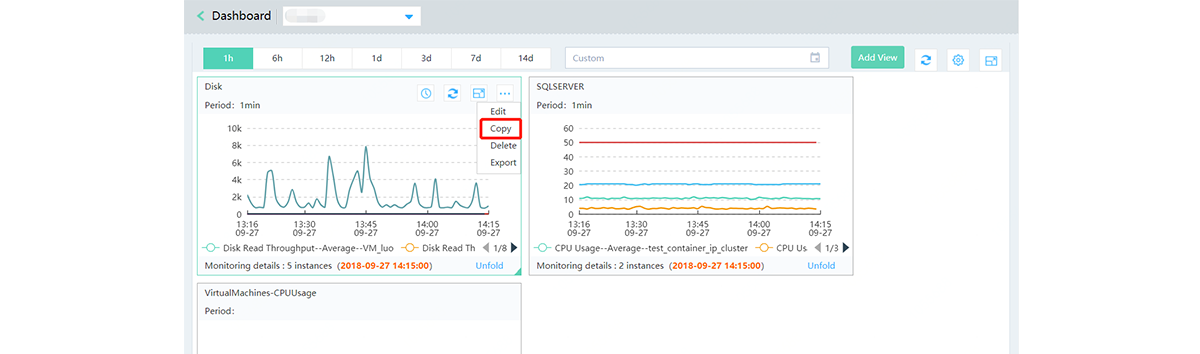 Dashboard
1h 6h 12h 1d 3d 7d 14d Custom Add View
Disk
Period: 1min
Edit
Copy
Delete
Export
10k
8k
6k
4k
2k
0
13:16 13:30 13:45 14:00 14:15
09-27 09-27 09-27 09-27 09-27
Disk Read Throughput--Average--VM_luo Disk Read Th 1/8
Monitoring details : 5 instances (2018-09-27 14:15:00) Unfold
SQLSERVER
Period: 1min
60
50
40
30
20
10
0
13:16 13:30 13:45 14:00 14:15
09-27 09-27 09-27 09-27 09-27
CPU Usage--Average--test_container_ip_cluster CPU Us 1/3
Monitoring details : 2 instances (2018-09-27 14:15:00) Unfold
VirtualMachines-CPUUsage
Period: